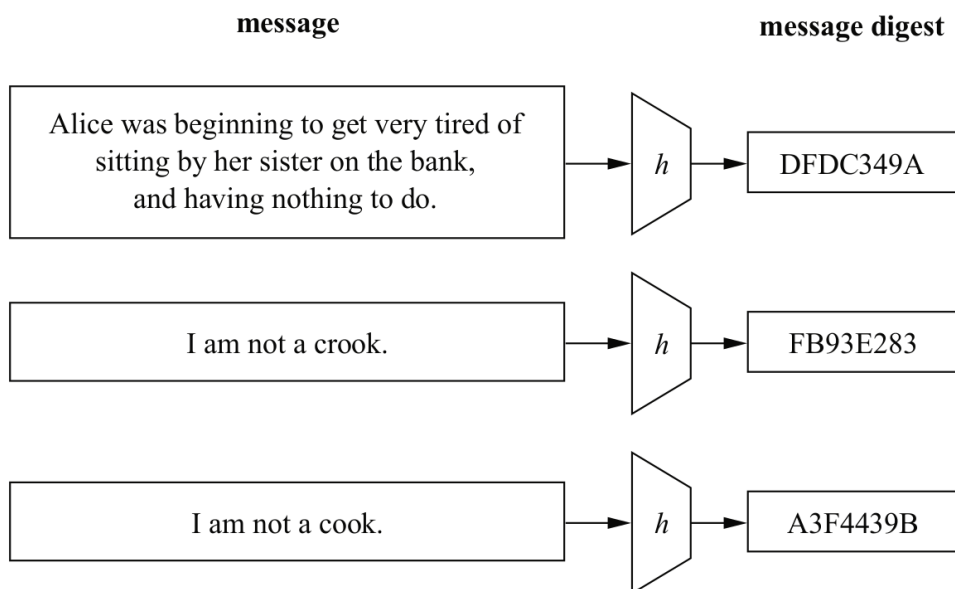 message
message digest
Alice was beginning to get very tired of
sitting by her sister on the bank,
and having nothing to do.
h
DFDC349A
I am not a crook.
h
FB93E283
I am not a cook.
h
A3F4439B